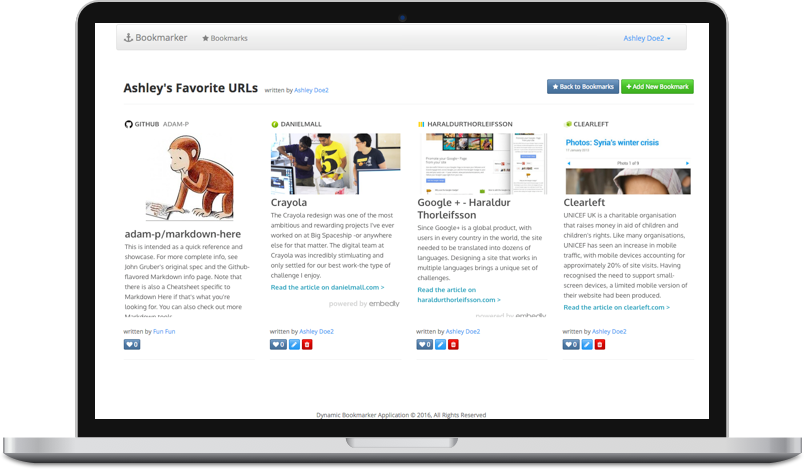 Bookmarker
Bookmarks
Ashley Doe2
Ashley's Favorite URLs
written by Ashley Doe2
Back to Bookmarks
Add New Bookmark
GITHUB ADAM-P
adam-p/markdown-here
This is intended as a quick reference and
showcase. For more complete info, see
John Gruber's original spec and the Github-
flavored Markdown info page. Note that
there is also a Cheatsheet specific to
Markdown Here if that's what you're
looking for. You can also check out more
Markdown tools.
written by Fun Fun
0
DANIELMALL
Crayola
The Crayola redesign was one of the most
ambitious and rewarding projects I've ever
worked on at Big Spaceship -or anywhere
else for that matter. The digital team at
Crayola was incredibly stimulating and
only settled for our best work-the type of
challenge I enjoy.
Read the article on danielmall.com >
powered by embedly
written by Ashley Doe2
0
HARALDURTHORLEIFSSON
Google + - Haraldur
Thorleifsson
Since Google+ is a global product, with
users in every country in the world, the site
needed to be translated into dozens of
languages. Designing a site that works in
multiple languages brings a unique set of
challenges.
Read the article on
haraldurthorleifsson.com >
powered by embedly
written by Ashley Doe2
0
CLEARLEFT
Photos: Syria's winter crisis
Photo 1 of 9
Clearleft
UNICEF UK is a charitable organisation
that raises money in aid of children and
children's rights. Like many organisations,
UNICEF has seen an increase in mobile
traffic, with mobile devices accounting for
approximately 20% of site visits. Having
recognised the need to support small-
screen devices, a limited mobile version of
their website had been produced.
Read the article on clearleft.com >
written by Ashley Doe2
0
Dynamic Bookmarker Application © 2016, All Rights Reserved